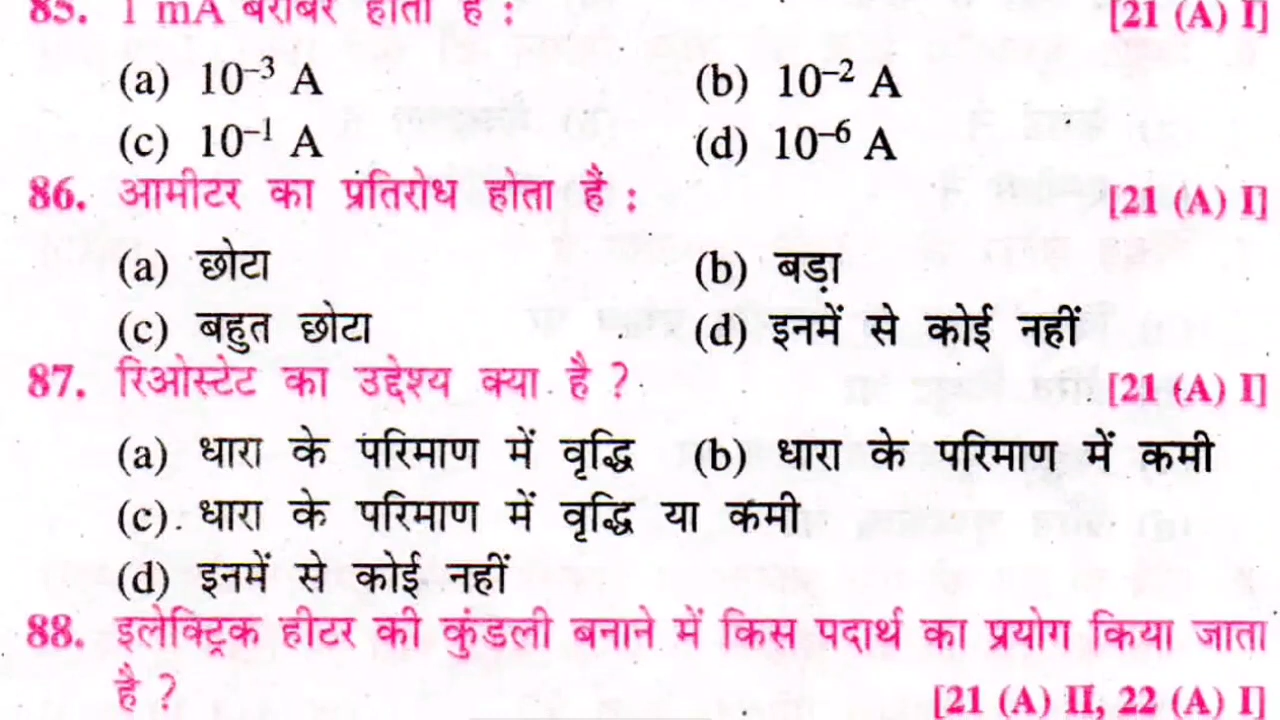 85. 1 mA बराबर होता है : [21 (A) I]
(a) 10⁻³ A (b) 10⁻² A
(c) 10⁻¹ A (d) 10⁻⁶ A
86. आमीटर का प्रतिरोध होता है : [21 (A) I]
(a) छोटा (b) बड़ा
(c) बहुत छोटा (d) इनमें से कोई नहीं
87. रिओस्टेट का उद्देश्य क्या है ? [21 (A) I]
(a) धारा के परिमाण में वृद्धि (b) धारा के परिमाण में कमी
(c) धारा के परिमाण में वृद्धि या कमी
(d) इनमें से कोई नहीं
88. इलेक्ट्रिक हीटर की कुंडली बनाने में किस पदार्थ का प्रयोग किया जाता
है ? [21 (A) II, 22 (A) I]